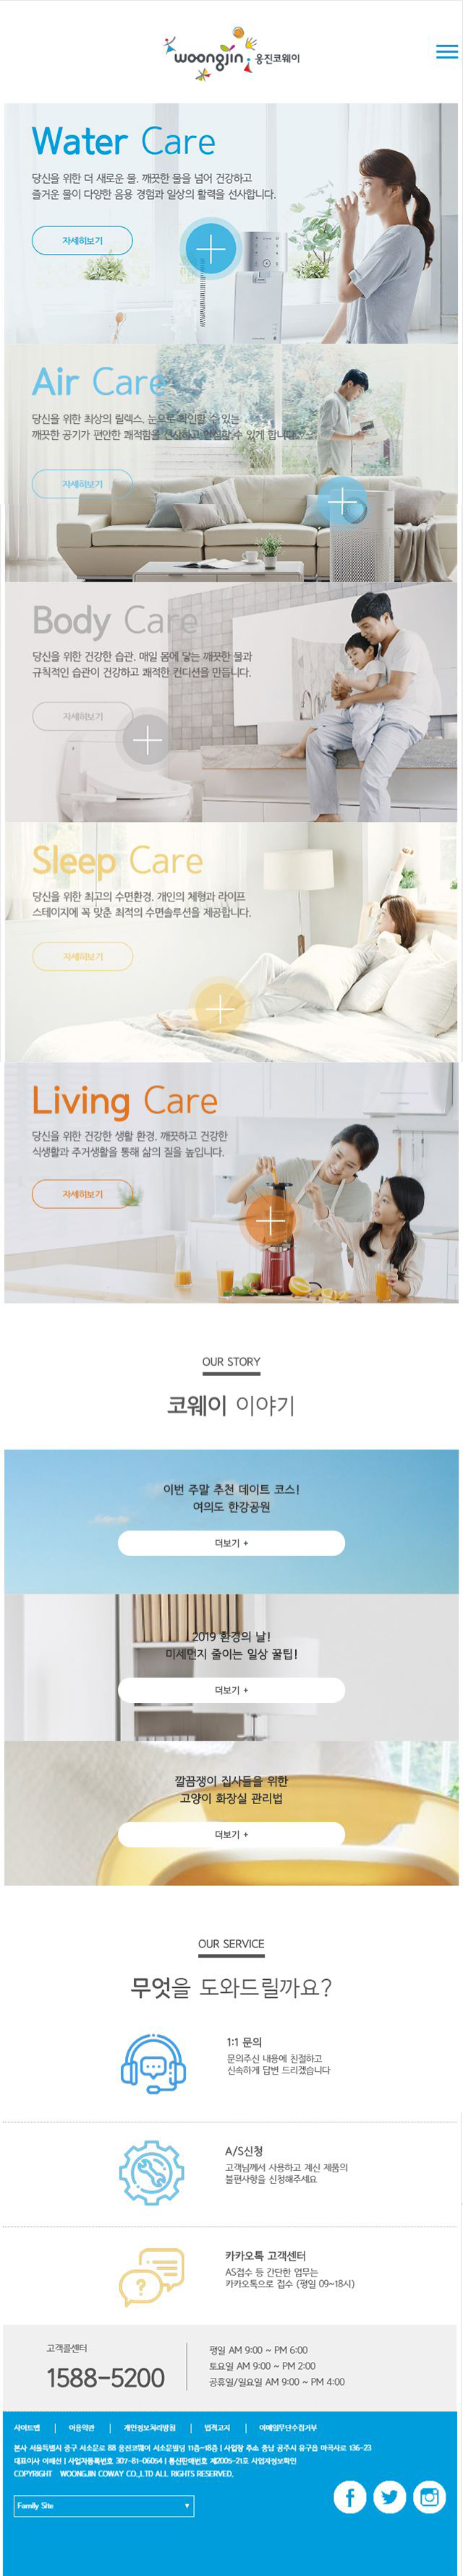 woongjin 웅진코웨이
Water Care
당신을 위한 더 새로운 물. 깨끗한 물을 넘어 건강하고
즐거운 물이 다양한 음용 경험과 일상의 활력을 선사합니다.
자세히보기
Air Care
당신을 위한 최상의 릴렉스. 눈으로 확인할 수 있는
깨끗한 공기가 편안한 쾌적함을 선사하고 안심할 수 있게 합니다.
자세히보기
Body Care
당신을 위한 건강한 습관. 매일 몸에 닿는 깨끗한 물과
규칙적인 습관이 건강하고 쾌적한 컨디션을 만듭니다.
자세히보기
Sleep Care
당신을 위한 최고의 수면환경. 개인의 체형과 라이프
스테이지에 꼭 맞춘 최적의 수면솔루션을 제공합니다.
자세히보기
Living Care
당신을 위한 건강한 생활 환경. 깨끗하고 건강한
식생활과 주거생활을 통해 삶의 질을 높입니다.
자세히보기
OUR STORY
코웨이 이야기
이번 주말 추천 데이트 코스!
여의도 한강공원
더보기 +
2019 환경의 날!
미세먼지 줄이는 일상 꿀팁!
더보기 +
깔끔쟁이 집사들을 위한
고양이 화장실 관리법
더보기 +
OUR SERVICE
무엇을 도와드릴까요?
1:1 문의
문의주신 내용에 친절하고
신속하게 답변 드리겠습니다
A/S신청
고객님께서 사용하고 계신 제품의
불편사항을 신청해주세요
카카오톡 고객센터
AS접수 등 간단한 업무는
카카오톡으로 접수 (평일 09~18시)
고객콜센터
1588-5200
평일 AM 9:00 ~ PM 6:00
토요일 AM 9:00 ~ PM 2:00
공휴일/일요일 AM 9:00 ~ PM 4:00
사이트맵 | 이용약관 | 개인정보처리방침 | 법적고지 | 이메일무단수집거부
본사 서울특별시 중구 서소문로 88 웅진코웨이 서소문빌딩 11층~18층 | 사업장 주소 충남 공주시 유구읍 마곡사로 136-23
대표이사 이해선 | 사업자등록번호 307-81-06054 | 통신판매번호 제2005-21호 사업자정보확인
COPYRIGHT WOONGJIN COWAY CO.,LTD ALL RIGHTS RESERVED.
Family Site